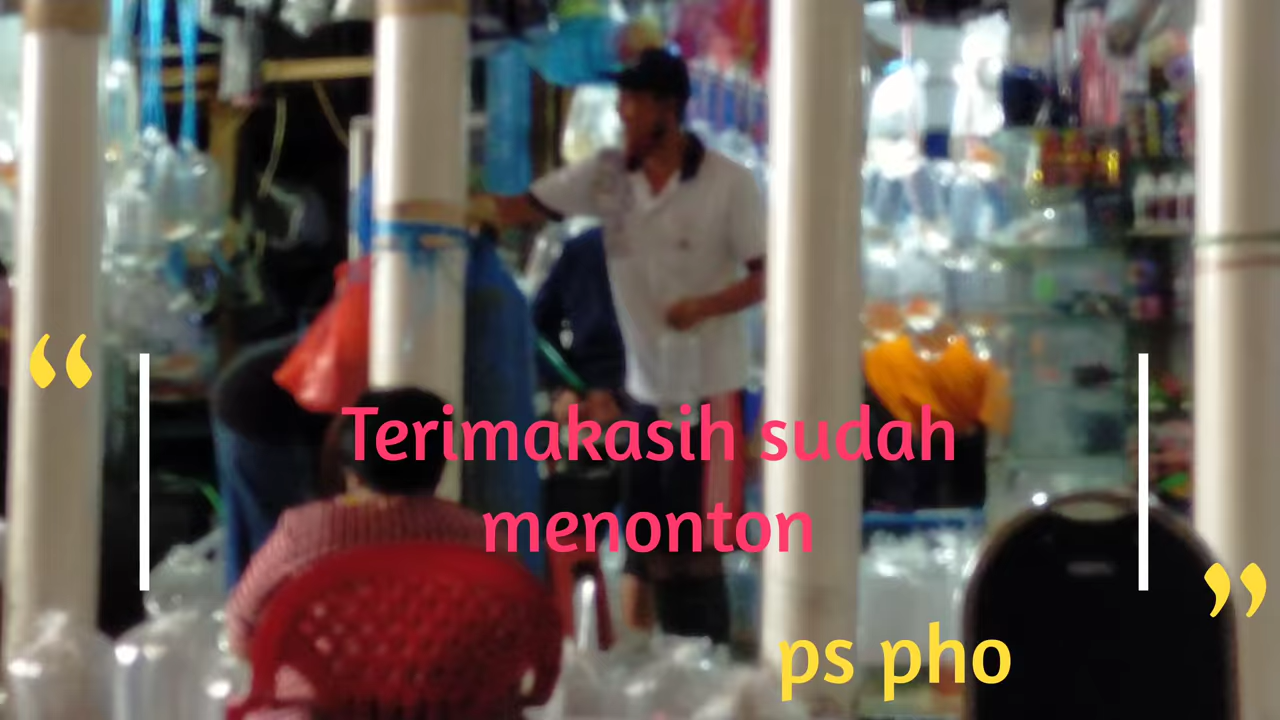 “
Terimakasih sudah
menonton
”
ps pho